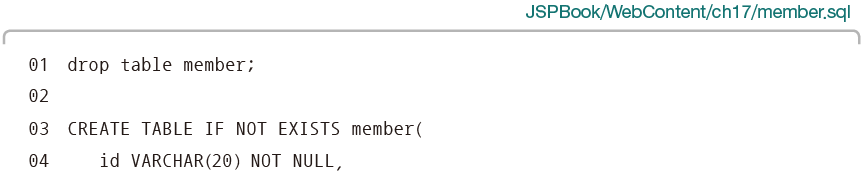 JSPBook/WebContent/ch17/member.sql
01 drop table member;
02
03 CREATE TABLE IF NOT EXISTS member(
04 id VARCHAR(20) NOT NULL,